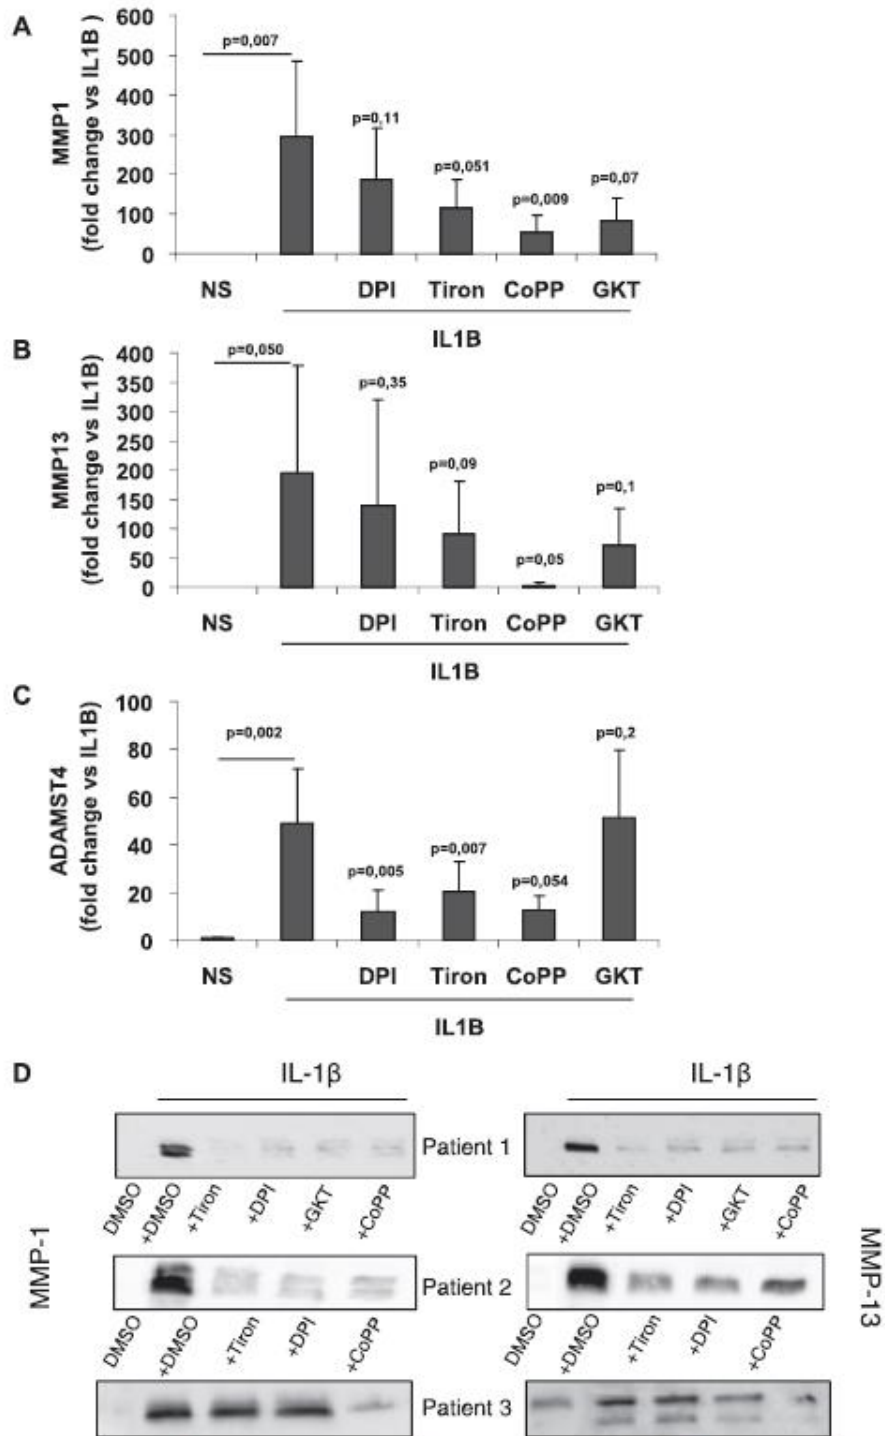 A
MMP1
(fold change vs IL1B )
600
500
400
300
200
100
0
p=0,007
p=0,11
p=0,051
p=0,009
p=0,07
NS DPI Tiron CoPP GKT
IL1B
B
MMP13
(fold change vs IL1B)
400
350
300
250
200
150
100
50
0
p=0,050
p=0,35
p=0,09
p=0,05
p=0,1
NS DPI Tiron CoPP GKT
IL1B
C
ADAMST4
(fold change vs IL1B)
100
80
60
40
20
0
p=0,002
p=0,005
p=0,007
p=0,054
p=0,2
NS DPI Tiron CoPP GKT
IL1B
D
IL-1β IL-1β
Patient 1
DMSO +DMSO +Tiron +DPI +GKT +CoPP
DMSO +DMSO +Tiron +DPI +GKT +CoPP
MMP-1
MMP-13
Patient 2
DMSO +DMSO +Tiron +DPI +CoPP
DMSO +DMSO +Tiron +DPI +CoPP
Patient 3